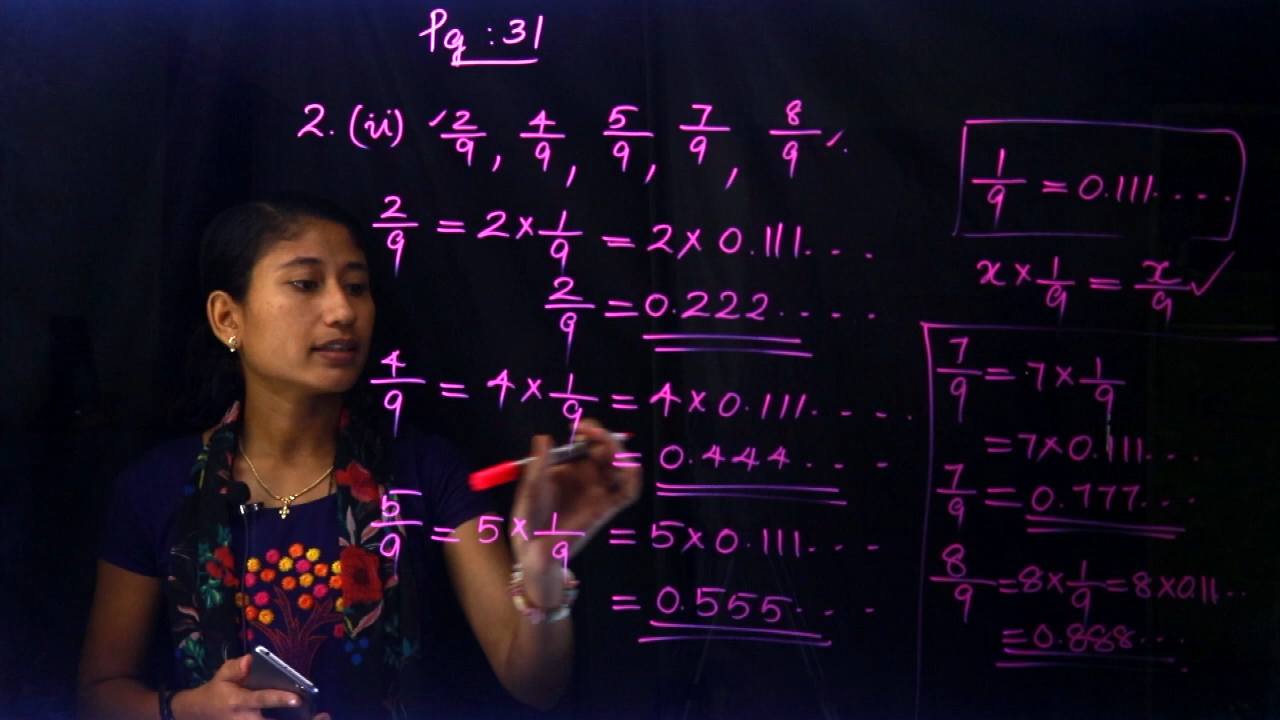 Pg : 31
2. (ii) 2/9, 4/9, 5/9, 7/9, 8/9
2/9 = 2 × 1/9 = 2 × 0.111....
2/9 = 0.222....
4/9 = 4 × 1/9 = 4 × 0.111....
= 0.444...
5/9 = 5 × 1/9 = 5 × 0.111...
= 0.555...
1/9 = 0.111.....
x × 1/9 = x/9 ✓
7/9 = 7 × 1/9
= 7 × 0.111...
7/9 = 0.777...
8/9 = 8 × 1/9 = 8 × 0.11..
= 0.888...